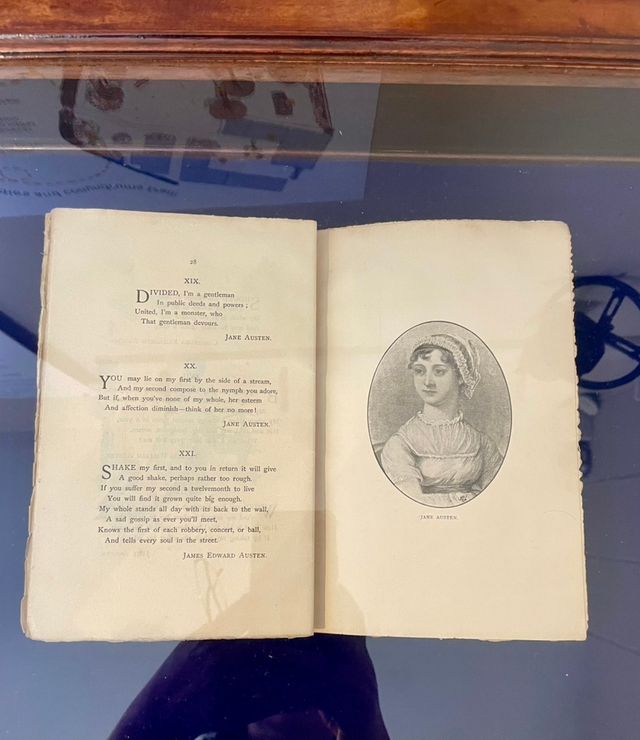 28
XIX.
DIVIDED, I'm a gentleman
In public deeds and powers ;
United, I'm a monster, who
That gentleman devours.
JANE AUSTEN.
XX.
YOU may lie on my first by the side of a stream,
And my second compose to the nymph you adore,
But if, when you've none of my whole, her esteem
And affection diminish—think of her no more!
JANE AUSTEN.
XXI.
SHAKE my first, and to you in return it will give
A good shake, perhaps rather too rough.
If you suffer my second a twelvemonth to live
You will find it grown quite big enough.
My whole stands all day with its back to the wall,
A sad gossip as ever you'll meet,
Knows the first of each robbery, concert, or ball,
And tells every soul in the street.
JAMES EDWARD AUSTEN.
JANE AUSTEN.